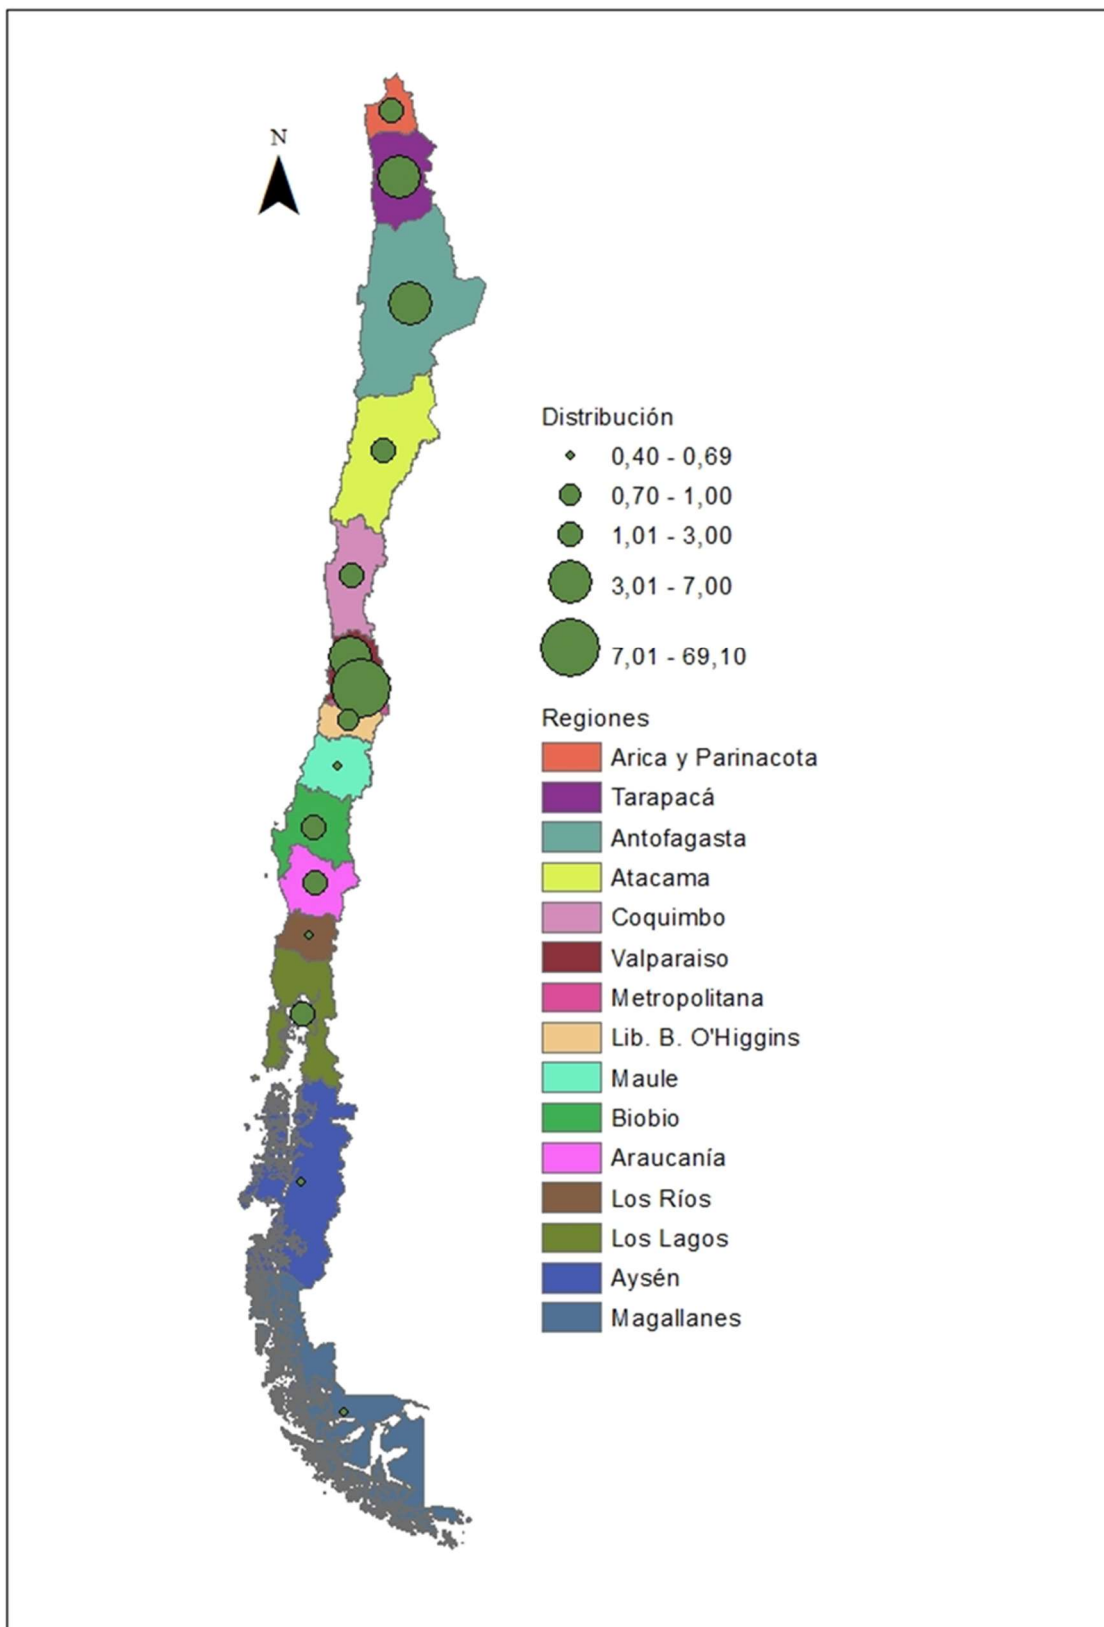 N
Distribución
0,40 - 0,69
0,70 - 1,00
1,01 - 3,00
3,01 - 7,00
7,01 - 69,10
Regiones
Arica y Parinacota
Tarapacá
Antofagasta
Atacama
Coquimbo
Valparaiso
Metropolitana
Lib. B. O'Higgins
Maule
Biobio
Araucanía
Los Ríos
Los Lagos
Aysén
Magallanes